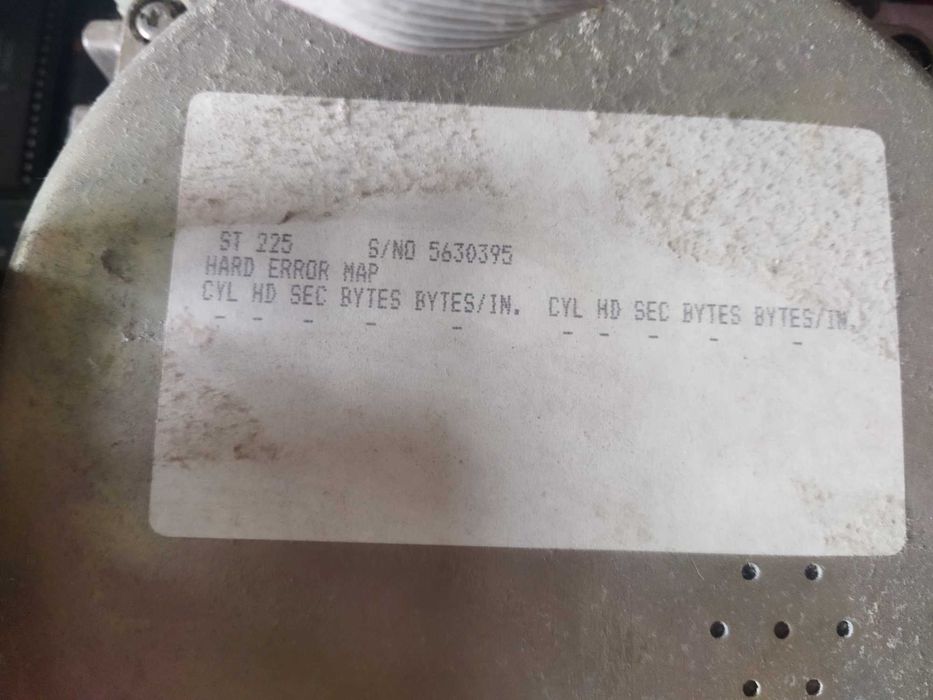 ST 225 S/NO 5630395
HARD ERROR MAP
CYL HD SEC BYTES BYTES/IN. CYL HD SEC BYTES BYTES/IN.
- - - - - - - - - -